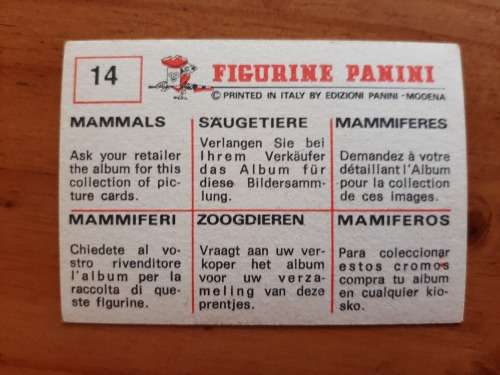 14
FIGURINE PANINI
© PRINTED IN ITALY BY EDIZIONI PANINI - MODENA
MAMMALS
Ask your retailer
the album for this
collection of pic-
ture cards.
SÄUGETIERE
Verlangen Sie bei
Ihrem Verkäufer
das Album für
diese Bildersamm-
lung.
MAMMIFERES
Demandez à votre
détaillant l'Album
pour la collection
de ces images.
MAMMIFERI
Chiedete al vo-
stro rivenditore
l'album per la
raccolta di que-
ste figurine.
ZOOGDIEREN
Vraagt aan uw ver-
koper het album
voor uw verza-
meling van deze
prentjes.
MAMIFEROS
Para coleccionar
estos cromos
compra tu album
en cualquier kio-
sko.